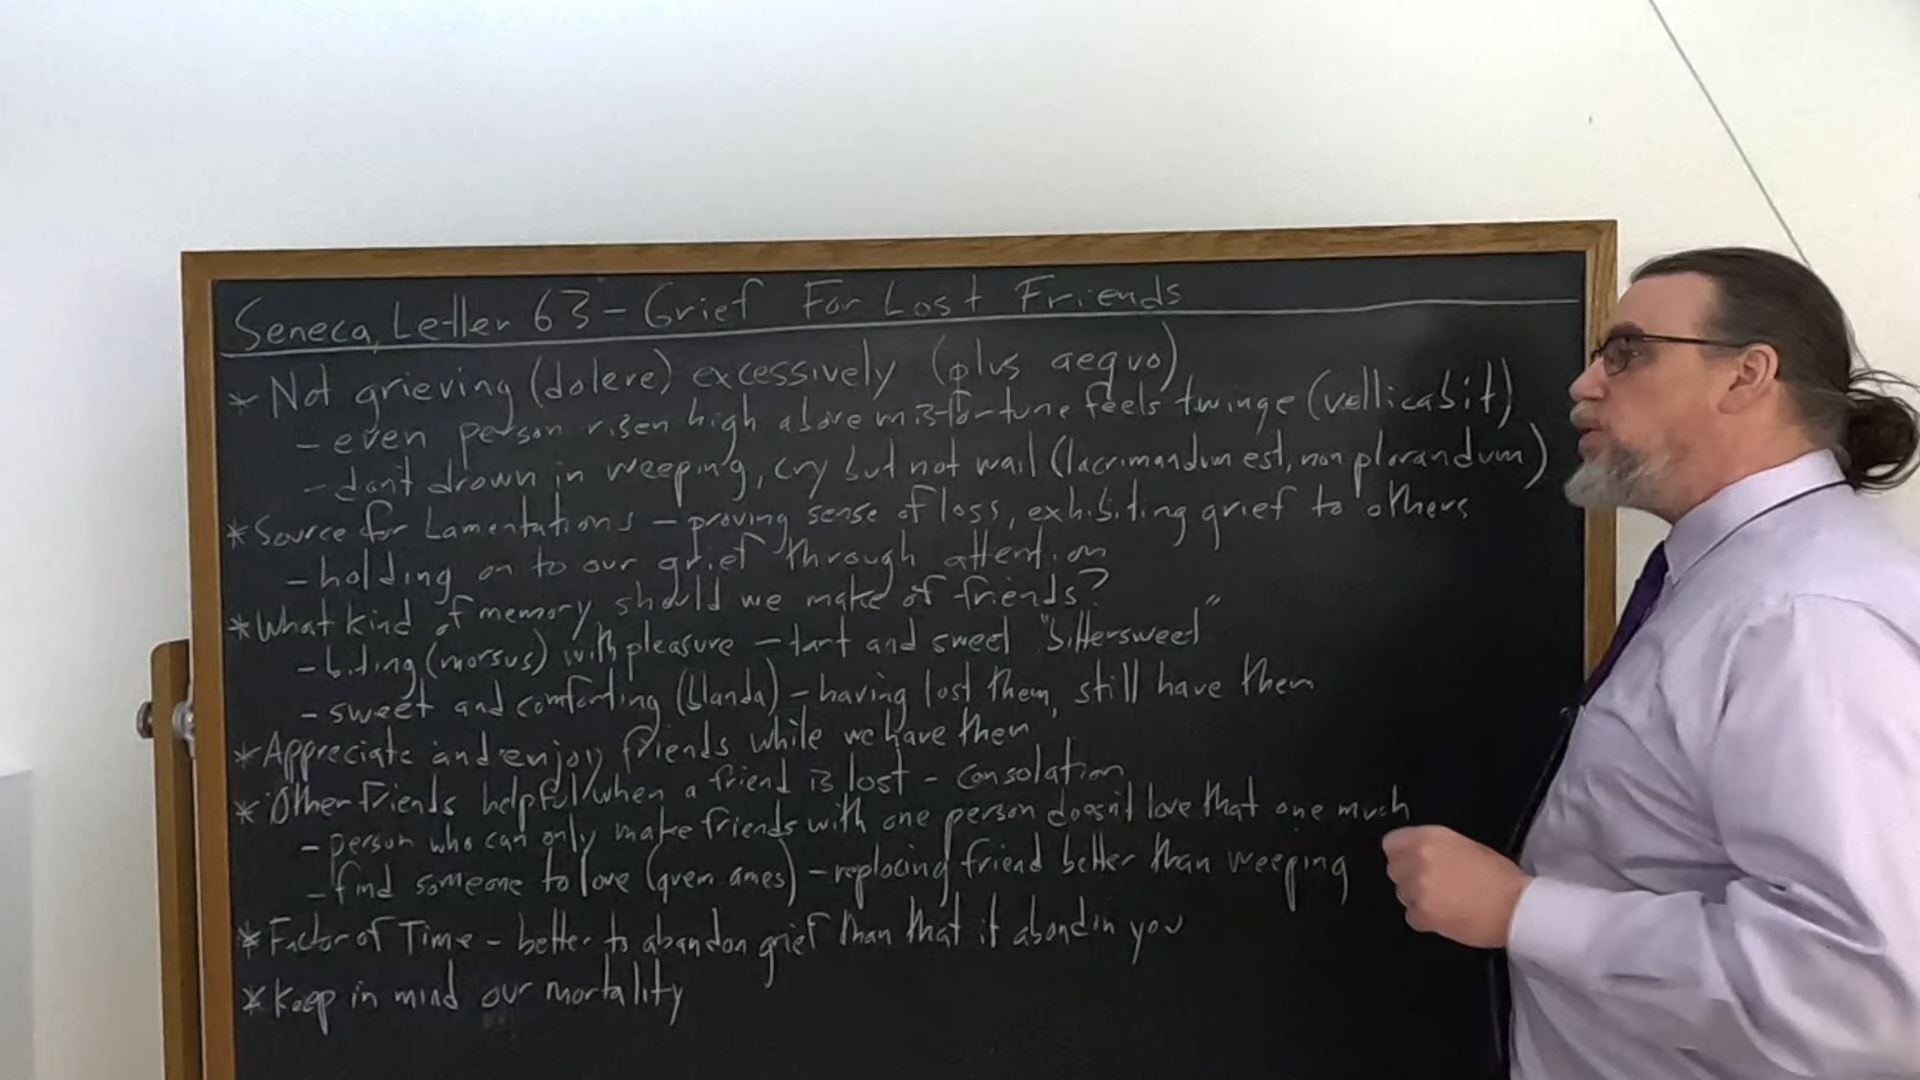 Seneca, Letter 63 - Grief For Lost Friends
* Not grieving (dolere) excessively (plus aequo)
- even person risen high above misfortune feels twinge (vellicabit)
- don't drown in weeping, cry but not wail (lacrimandum est, non plorandum)
* Source for Lamentations - proving sense of loss, exhibiting grief to others
- holding on to our grief through attention
* What kind of memory should we make of friends?
- biting (morsus) with pleasure - tart and sweet "bittersweet"
- sweet and comforting (blanda) - having lost them, still have them
* Appreciate and enjoy friends while we have them
* Other friends helpful when a friend is lost - consolation
- person who can only make friends with one person doesn't love that one much
- find someone to love (quem ames) - replacing friend better than weeping
* Factor of Time - better to abandon grief than that it abandin you
* Keep in mind our mortality